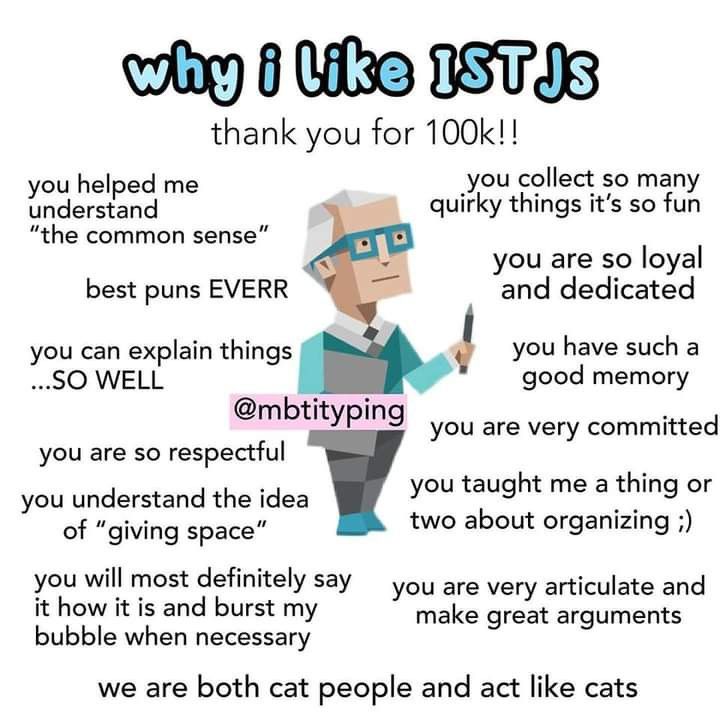 why i like ISTJs
thank you for 100k!!
you helped me
understand
"the common sense"
best puns EVERR
you can explain things
...SO WELL
you are so respectful
you understand the idea
of "giving space"
you will most definitely say
it how it is and burst my
bubble when necessary
@mbtityping
you collect so many
quirky things it's so fun
you are so loyal
and dedicated
you have such a
good memory
you are very committed
you taught me a thing or
two about organizing ;)
you are very articulate and
make great arguments
we are both cat people and act like cats